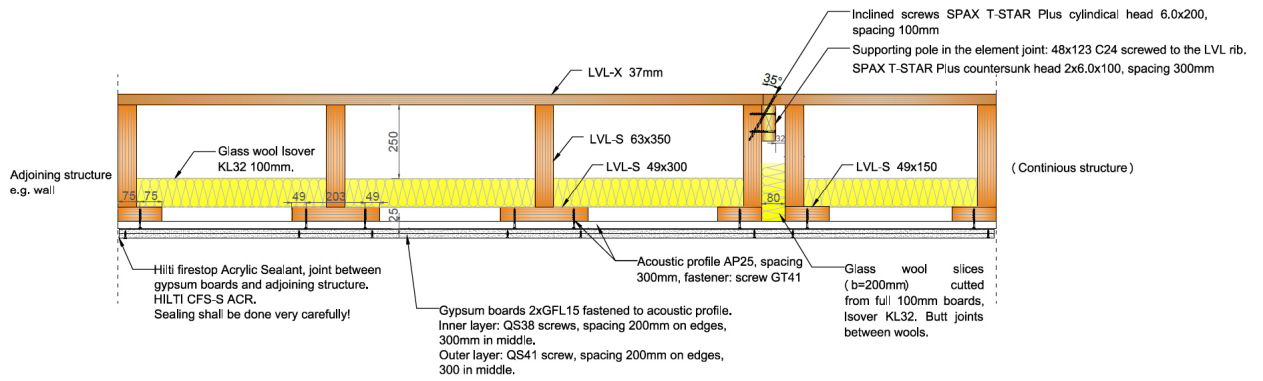 Inclined screws SPAX T-STAR Plus cylindical head 6.0x200,
spacing 100mm
Supporting pole in the element joint: 48x123 C24 screwed to the LVL rib.
SPAX T-STAR Plus countersunk head 2x6.0x100, spacing 300mm
35°
LVL-X 37mm
32
250
LVL-S 63x350
Glass wool Isover
KL32 100mm,
LVL-S 49x300
LVL-S 49x150
Adjoining structure
e.g. wall
( Continious structure )
75 75
49 203 49
80
25
Acoustic profile AP25, spacing
300mm, fastener: screw GT41
Glass wool slices
( b=200mm) cutted
from full 100mm boards,
Isover KL32. Butt joints
between wools.
Hilti firestop Acrylic Sealant, joint between
gypsum boards and adjoining structure.
HILTI CFS-S ACR.
Sealing shall be done very carefully!
Gypsum boards 2xGFL15 fastened to acoustic profile.
Inner layer: QS38 screws, spacing 200mm on edges,
300mm in middle.
Outer layer: QS41 screw, spacing 200mm on edges,
300 in middle.